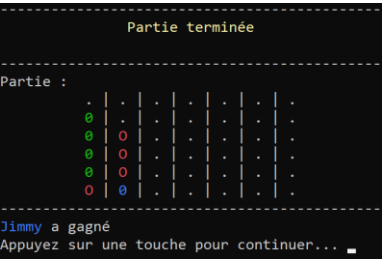 --------------------------------------------------
Partie terminée
--------------------------------------------------
Partie :
. | . | . | . | . | . | .
0 | . | . | . | . | . | .
0 | O | . | . | . | . | .
0 | O | . | . | . | . | .
0 | O | . | . | . | . | .
O | 0 | . | . | . | . | .
--------------------------------------------------
Jimmy a gagné
Appuyez sur une touche pour continuer...